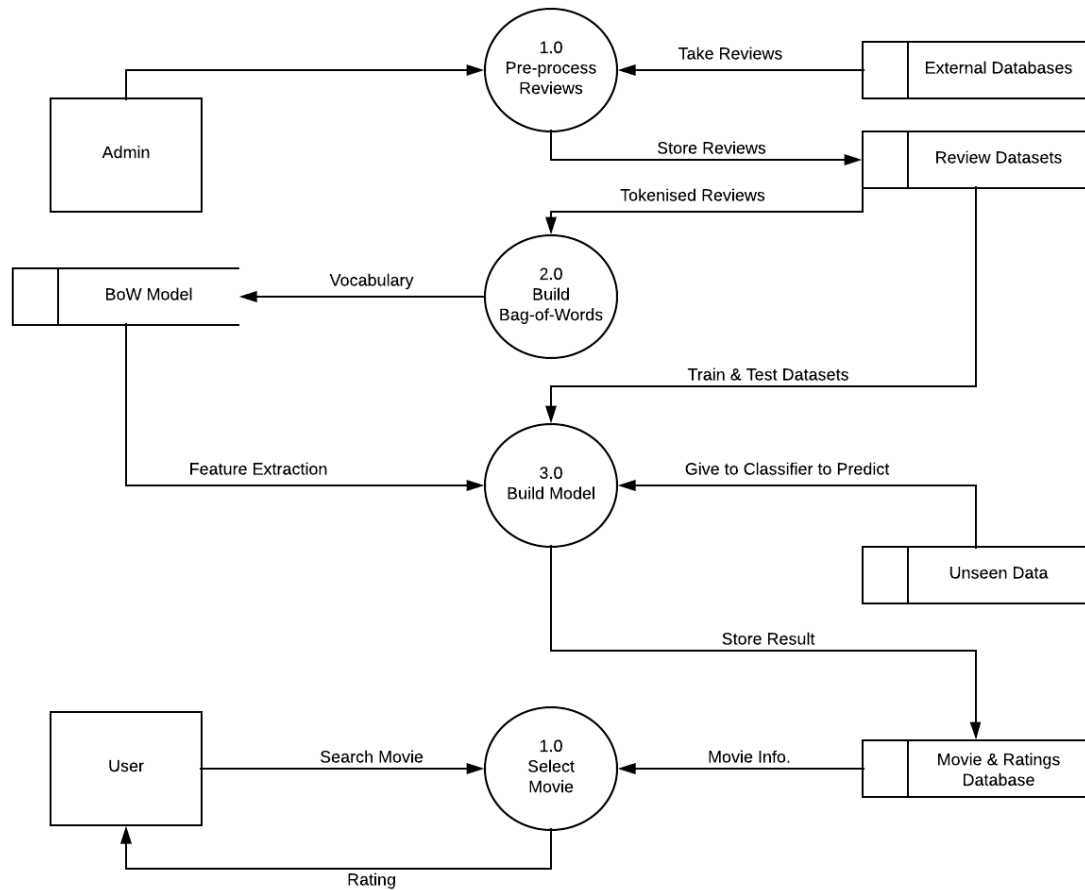 1.0
Pre-process
Reviews
Take Reviews
External Databases
Admin
Store Reviews
Review Datasets
Tokenised Reviews
BoW Model
Vocabulary
2.0
Build
Bag-of-Words
Train & Test Datasets
Feature Extraction
3.0
Build Model
Give to Classifier to Predict
Unseen Data
Store Result
User
Search Movie
1.0
Select
Movie
Movie Info.
Movie & Ratings
Database
Rating